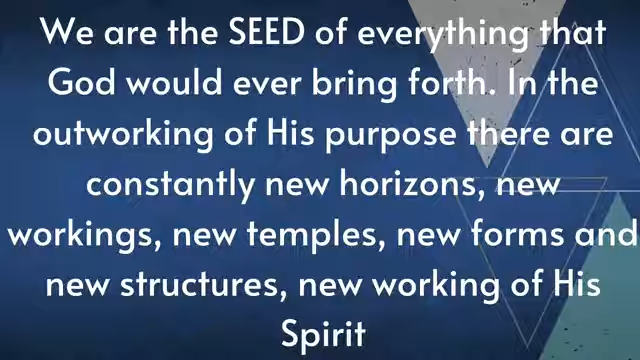 We are the SEED of everything that
God would ever bring forth. In the
outworking of His purpose there are
constantly new horizons, new
workings, new temples, new forms and
new structures, new working of His
Spirit